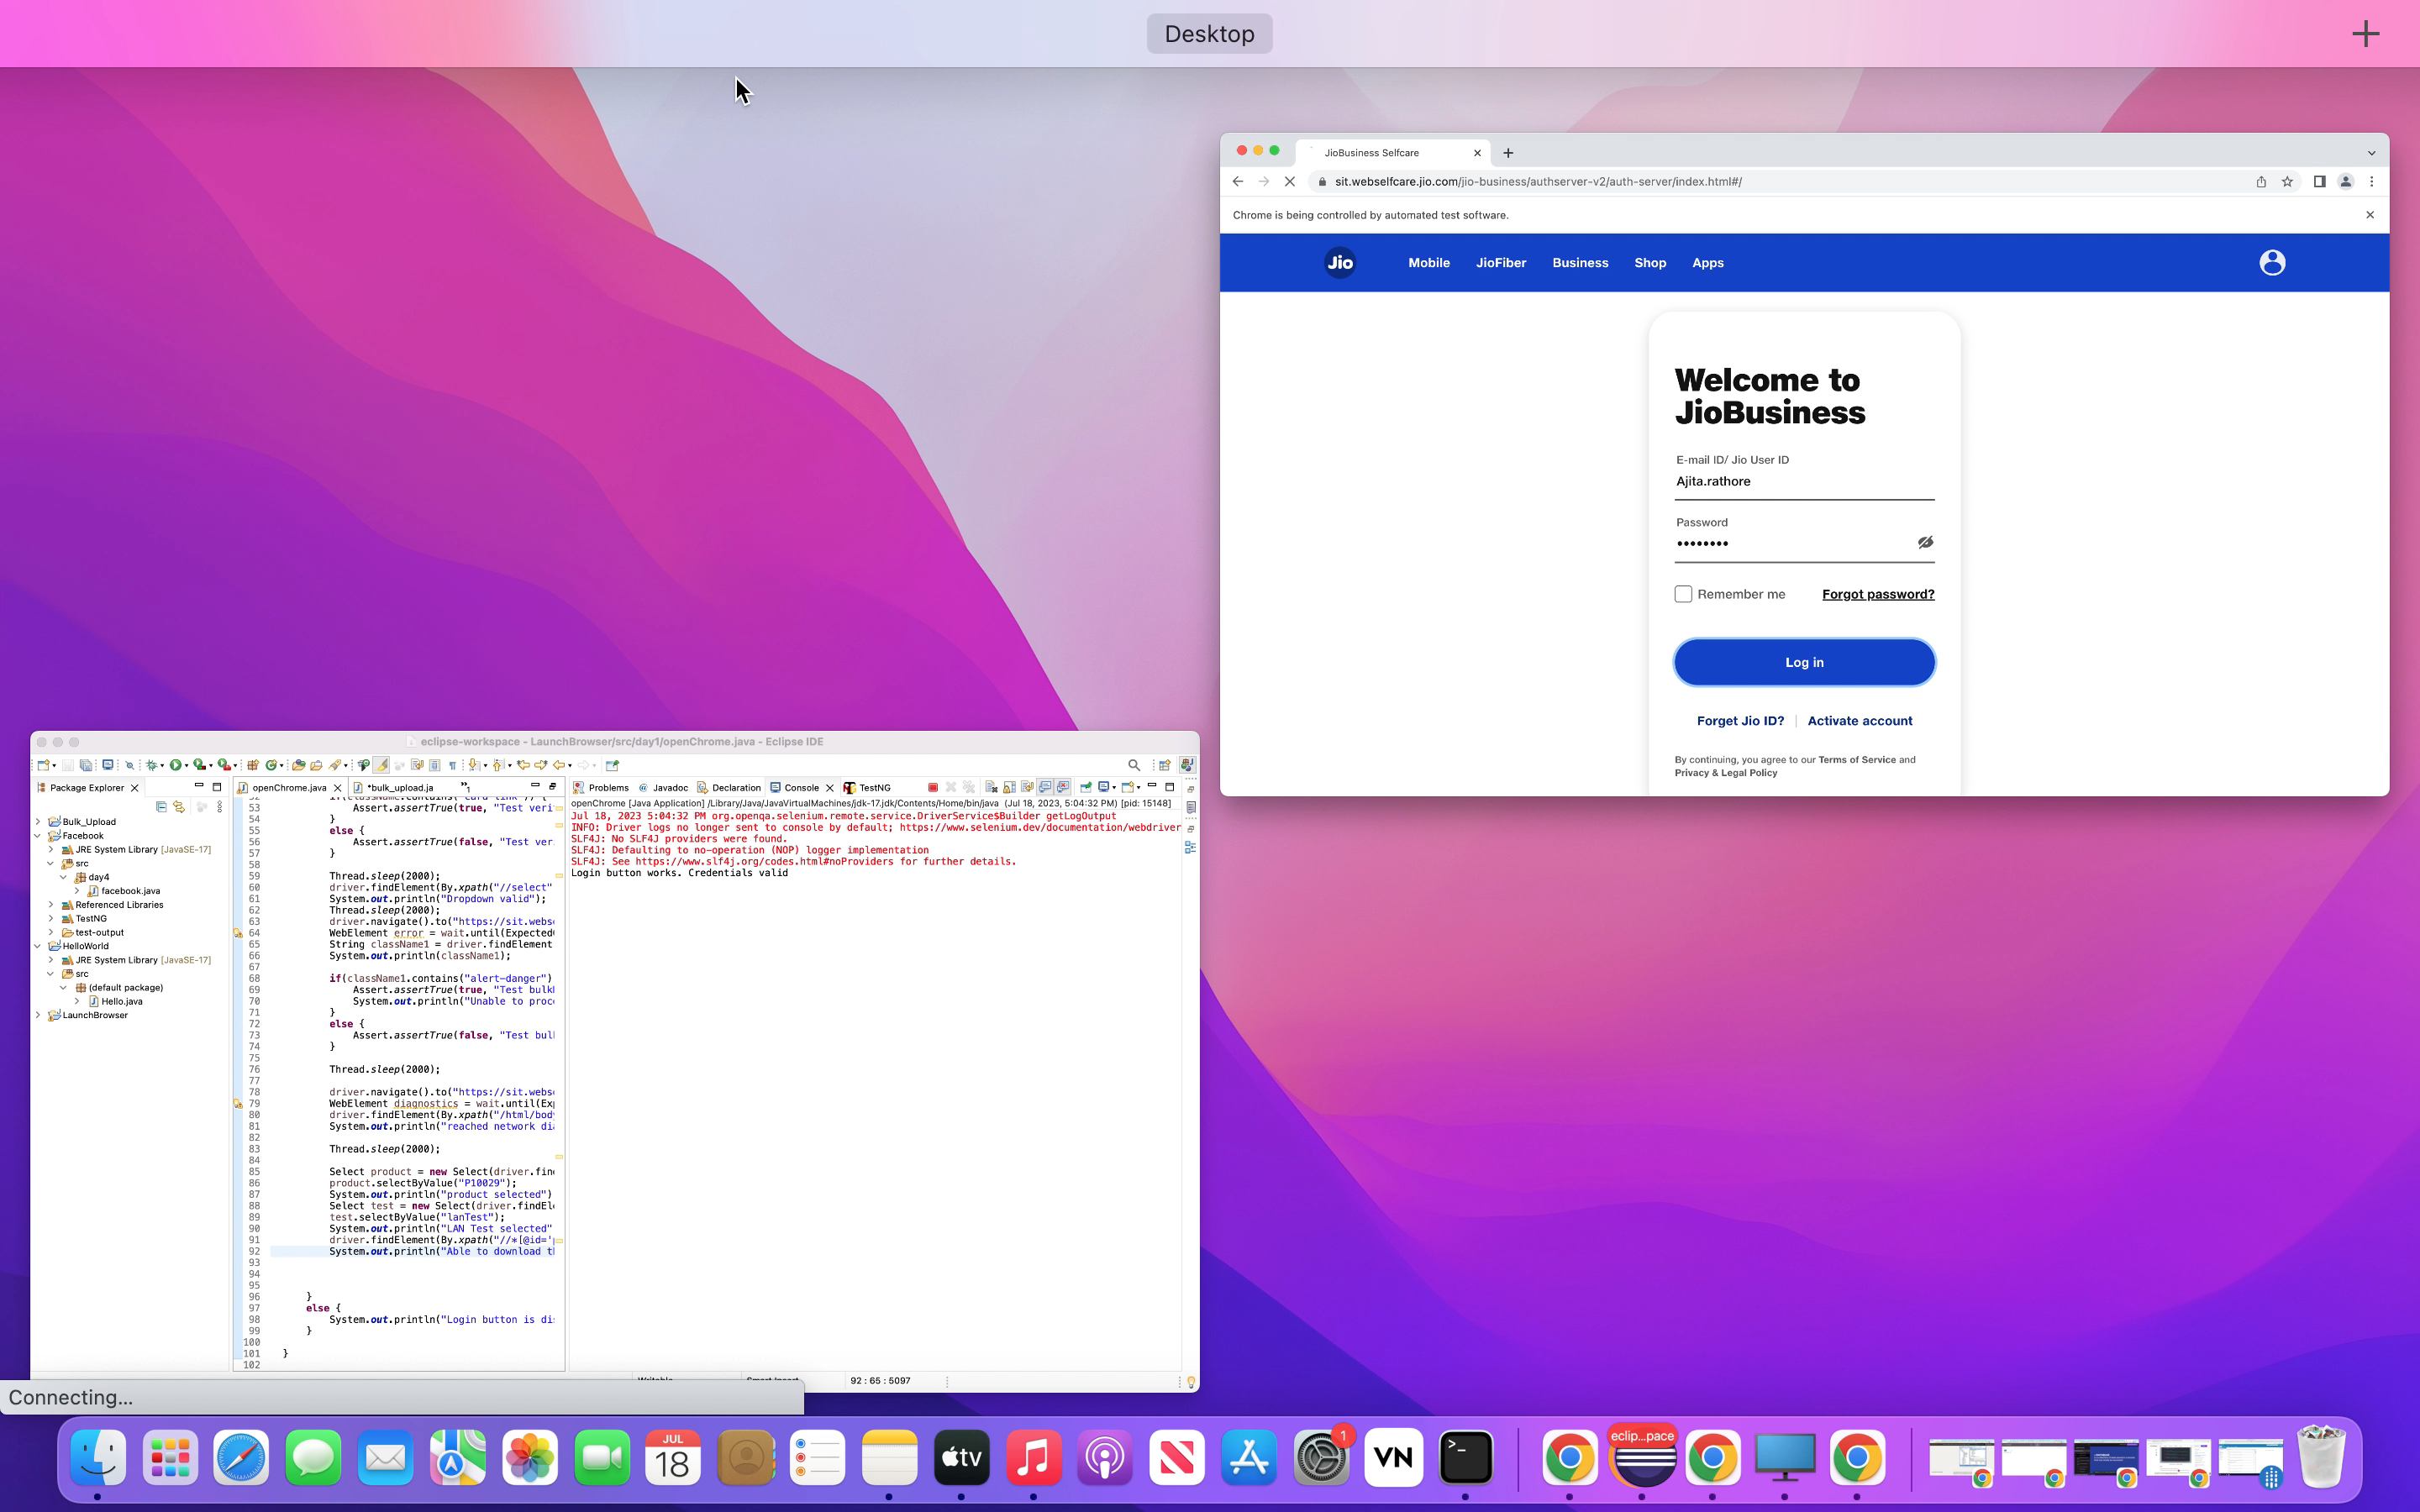 Desktop
JioBusiness Selfcare
sit.webselfcare.jio.com/jio-business/authserver-v2/auth-server/index.html#/
Chrome is being controlled by automated test software.
Jio Mobile JioFiber Business Shop Apps
Welcome to
JioBusiness
E-mail ID/ Jio User ID
Ajita.rathore
Password
••••••••
Remember me Forgot password?
Log in
Forget Jio ID? Activate account
By continuing, you agree to our Terms of Service and
Privacy & Legal Policy
eclipse-workspace - LaunchBrowser/src/day1/openChrome.java - Eclipse IDE
Package Explorer
Bulk_Upload
Facebook
JRE System Library [JavaSE-17]
src
day4
facebook.java
Referenced Libraries
TestNG
test-output
HelloWorld
JRE System Library [JavaSE-17]
src
(default package)
Hello.java
LaunchBrowser
openChrome.java *bulk_upload.ja
53 Assert.assertTrue(true, "Test veri
54 }
55 else {
56 Assert.assertTrue(false, "Test ver
57 }
58
59 Thread.sleep(2000);
60 driver.findElement(By.xpath("//select"
61 System.out.println("Dropdown valid");
62 Thread.sleep(2000);
63 driver.navigate().to("https://sit.webs
64 WebElement error = wait.until(Expected
65 String className1 = driver.findElement
66 System.out.println(className1);
67
68 if(className1.contains("alert-danger")
69 Assert.assertTrue(true, "Test bulk
70 System.out.println("Unable to proc
71 }
72 else {
73 Assert.assertTrue(false, "Test bul
74 }
75
76 Thread.sleep(2000);
77
78 driver.navigate().to("https://sit.webs
79 WebElement diagnostics = wait.until(Ex
80 driver.findElement(By.xpath("/html/bod
81 System.out.println("reached network di
82
83 Thread.sleep(2000);
84
85 Select product = new Select(driver.fin
86 product.selectByValue("P10029");
87 System.out.println("product selected")
88 Select test = new Select(driver.findEl
89 test.selectByValue("lanTest");
90 System.out.println("LAN Test selected"
91 driver.findElement(By.xpath("//*[@id='
92 System.out.println("Able to download t
93
94
95
96 }
97 else {
98 System.out.println("Login button is di
99 }
100
101 }
102
Problems @ Javadoc Declaration Console TestNG
openChrome [Java Application] /Library/Java/JavaVirtualMachines/jdk-17.jdk/Contents/Home/bin/java (Jul 18, 2023, 5:04:32 PM) [pid: 15148]
Jul 18, 2023 5:04:32 PM org.openqa.selenium.remote.service.DriverService$Builder getLogOutput
INFO: Driver logs no longer sent to console by default; https://www.selenium.dev/documentation/webdriver
SLF4J: No SLF4J providers were found.
SLF4J: Defaulting to no-operation (NOP) logger implementation
SLF4J: See https://www.slf4j.org/codes.html#noProviders for further details.
Login button works. Credentials valid
92 : 65 : 5097
Connecting...
JUL
18
tv
1
VN
>_
eclip...pace